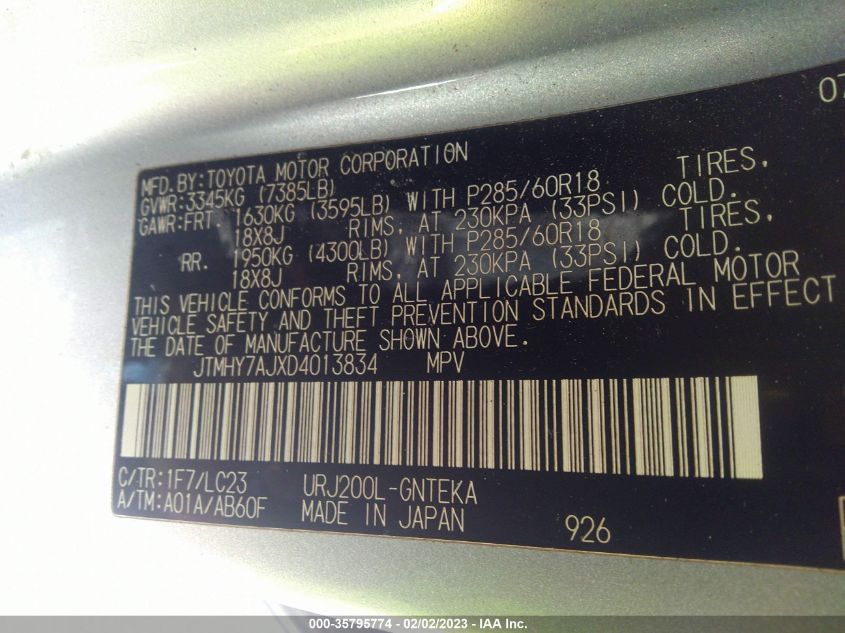 07
MFD.BY:TOYOTA MOTOR CORPORATION
GVWR:3345KG (7385LB)
GAWR:FRT. 1630KG (3595LB) WITH P285/60R18 TIRES,
18X8J RIMS, AT 230KPA (33PSI) COLD.
RR. 1950KG (4300LB) WITH P285/60R18 TIRES,
18X8J RIMS, AT 230KPA (33PSI) COLD.
THIS VEHICLE CONFORMS TO ALL APPLICABLE FEDERAL MOTOR
VEHICLE SAFETY AND THEFT PREVENTION STANDARDS IN EFFECT
THE DATE OF MANUFACTURE SHOWN ABOVE.
JTMHY7AJXD4013834 MPV
C/TR:1F7/LC23 URJ200L-GNTEKA
A/TM:A01A/AB60F MADE IN JAPAN 926
000-35795774 - 02/02/2023 - IAA Inc.